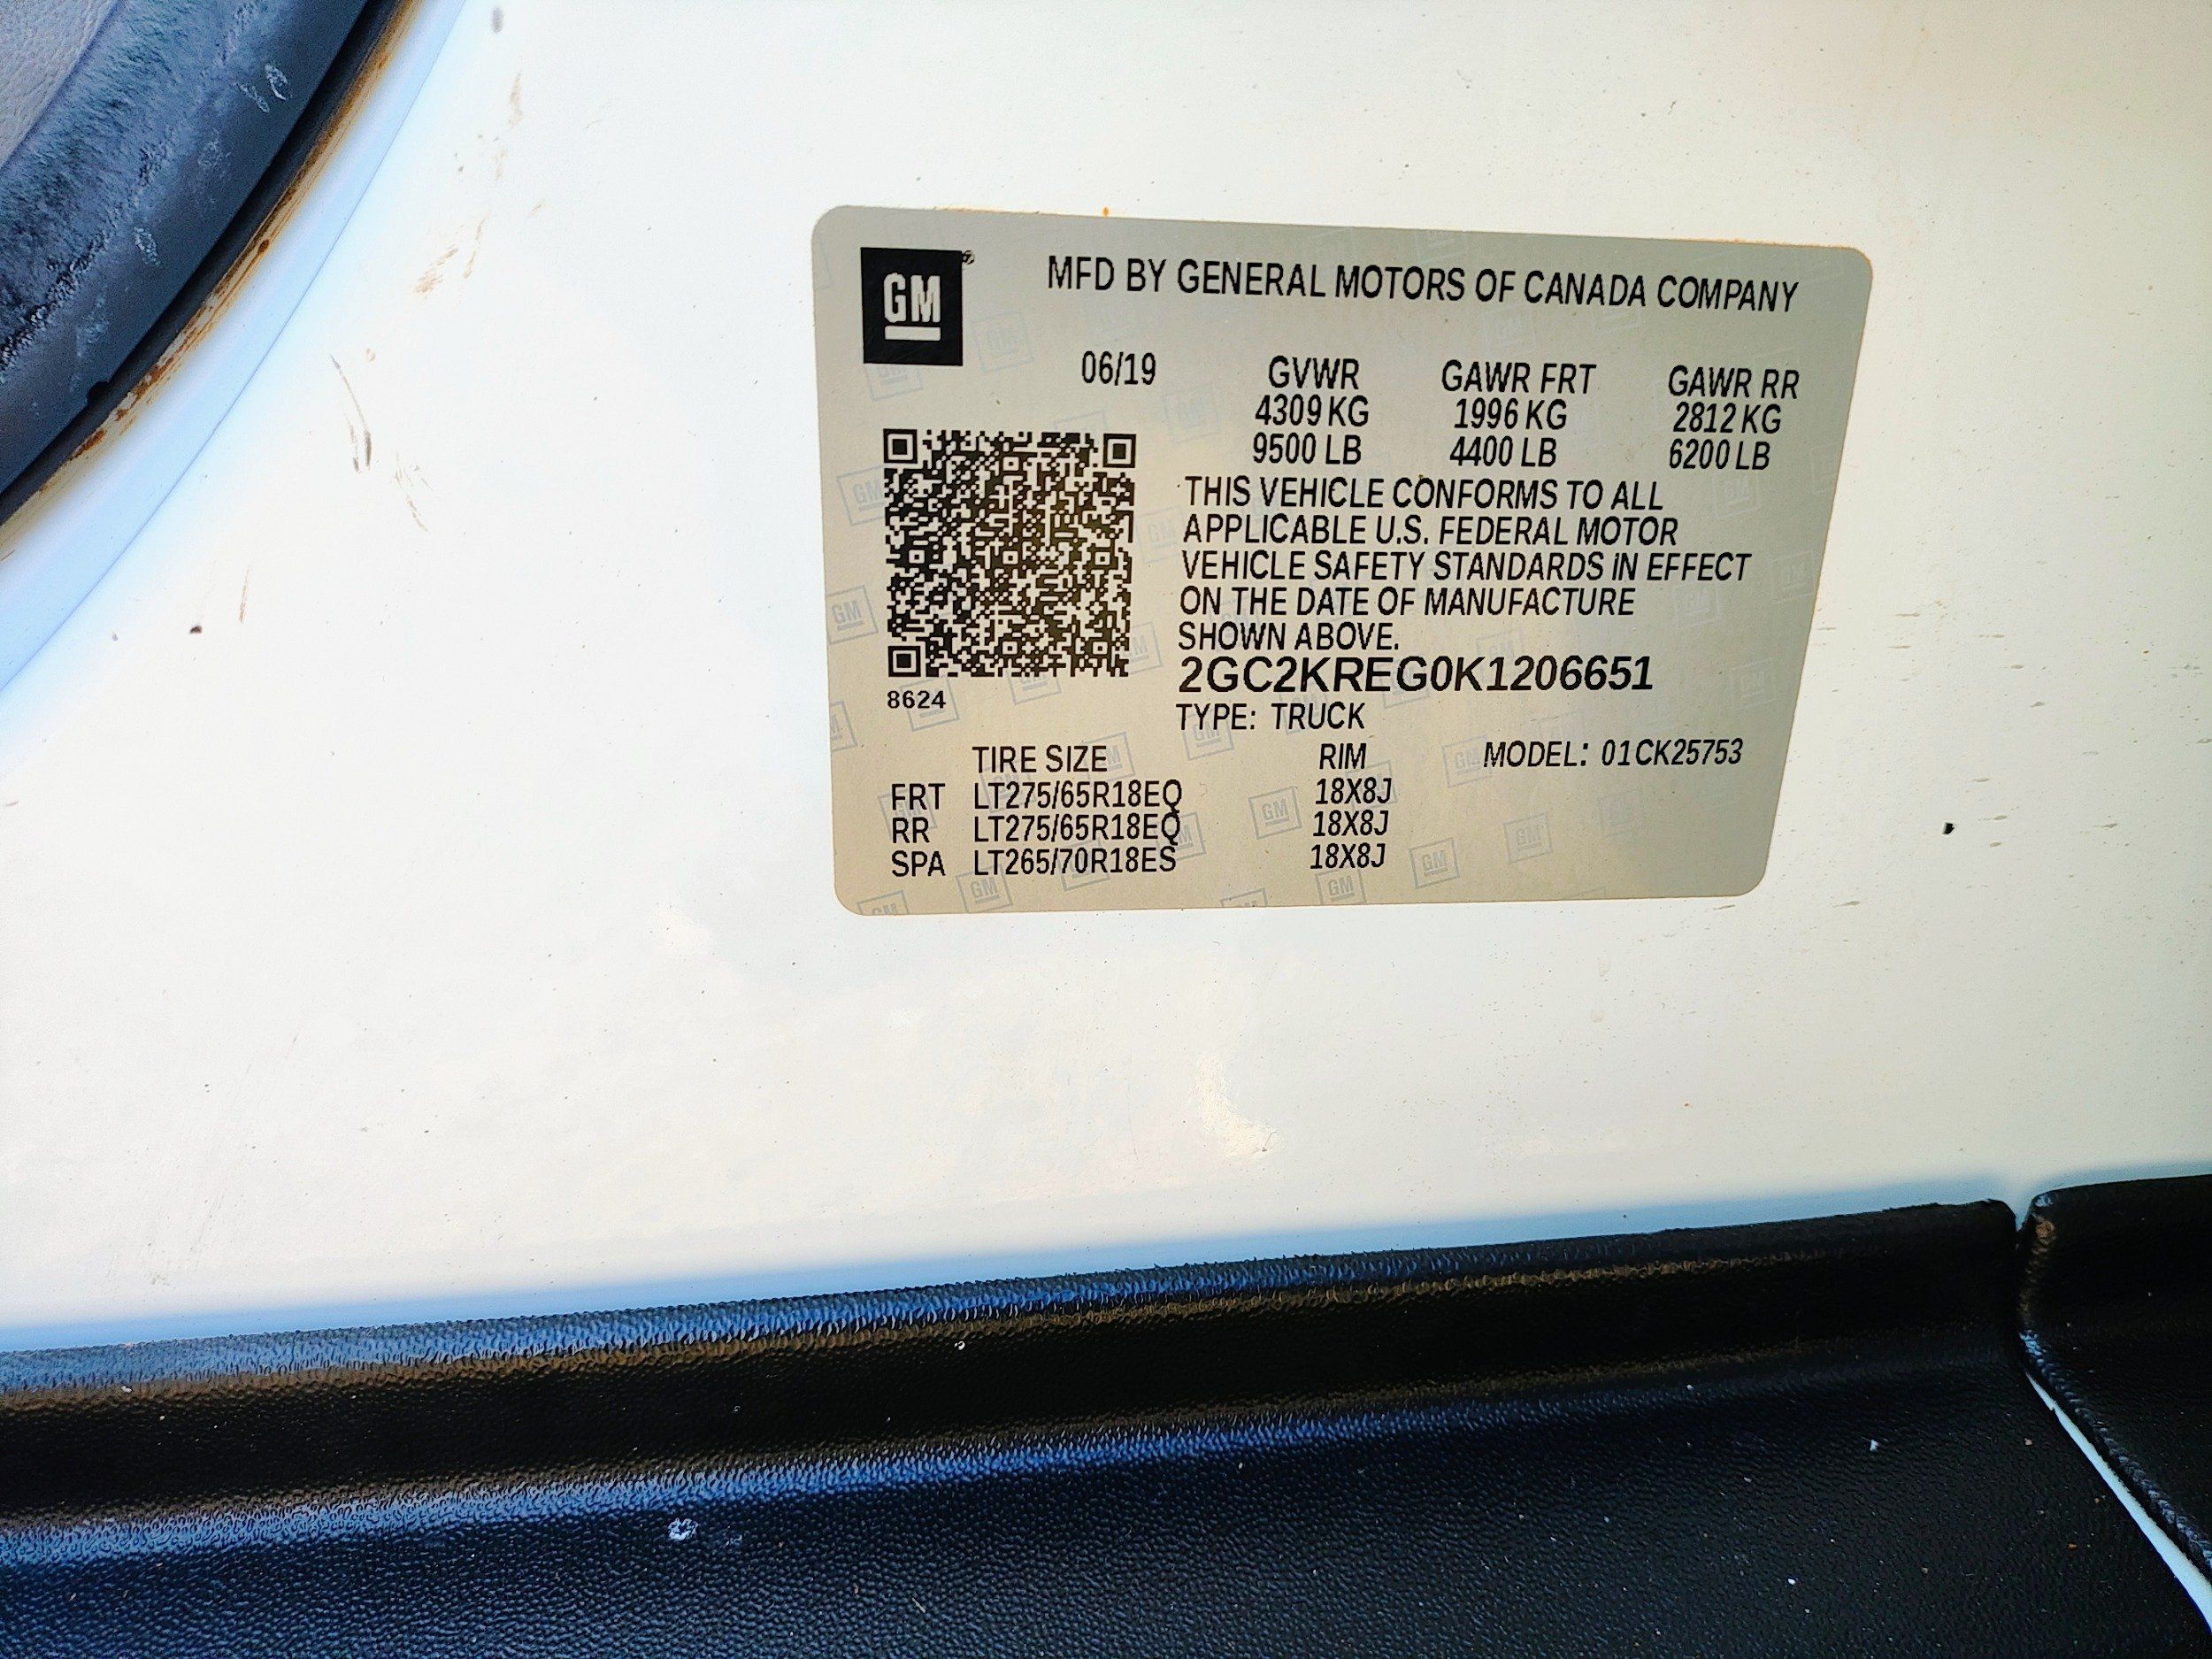 GM
MFD BY GENERAL MOTORS OF CANADA COMPANY
06/19 GVWR GAWR FRT GAWR RR
4309 KG 1996 KG 2812 KG
9500 LB 4400 LB 6200 LB
THIS VEHICLE CONFORMS TO ALL
APPLICABLE U.S. FEDERAL MOTOR
VEHICLE SAFETY STANDARDS IN EFFECT
ON THE DATE OF MANUFACTURE
SHOWN ABOVE.
2GC2KREG0K1206651
8624
TYPE: TRUCK
TIRE SIZE RIM MODEL: 01CK25753
FRT LT275/65R18EQ 18X8J
RR LT275/65R18EQ 18X8J
SPA LT265/70R18ES 18X8J